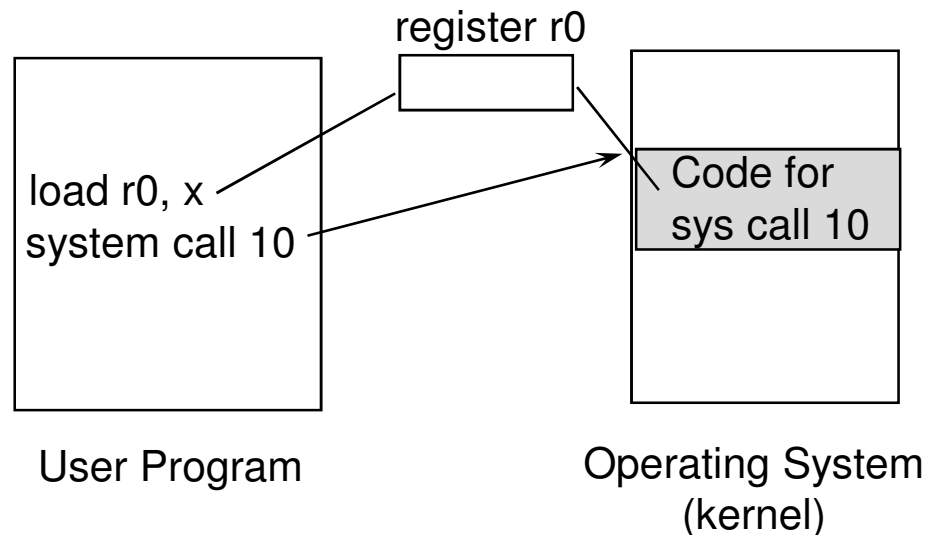 register r0
load r0, x
system call 10
Code for
sys call 10
User Program
Operating System
(kernel)